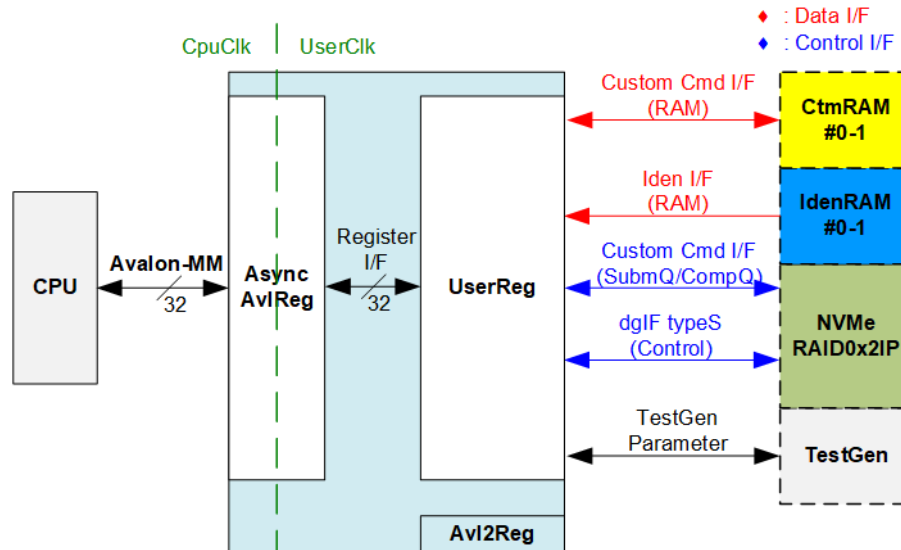 ♦ : Data I/F
♦ : Control I/F
CpuClk
UserClk
Custom Cmd I/F
(RAM)
CtmRAM
#0-1
Iden I/F
(RAM)
IdenRAM
#0-1
CPU
Avalon-MM
32
Async
AvlReg
Register
I/F
32
UserReg
Custom Cmd I/F
(SubmQ/CompQ)
dgIF typeS
(Control)
NVMe
RAID0x2IP
TestGen
Parameter
TestGen
Avl2Reg